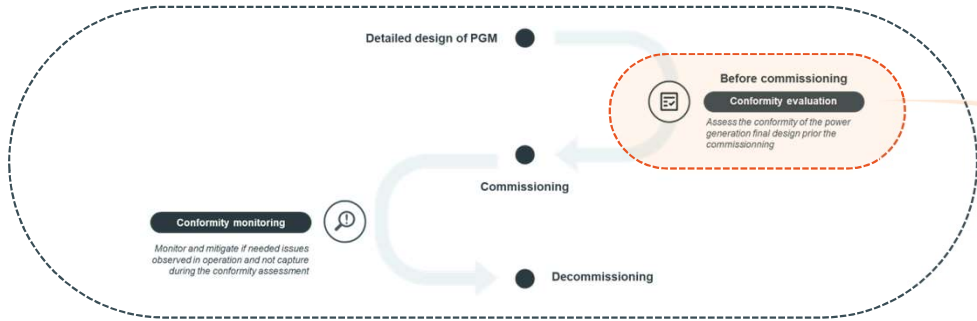 Detailed design of PGM
Before commissioning
Conformity evaluation
Assess the conformity of the power
generation final design prior the
commissionning
Commissioning
Conformity monitoring
Monitor and mitigate if needed issues
observed in operation and not capture
during the conformity assessment
Decommissioning